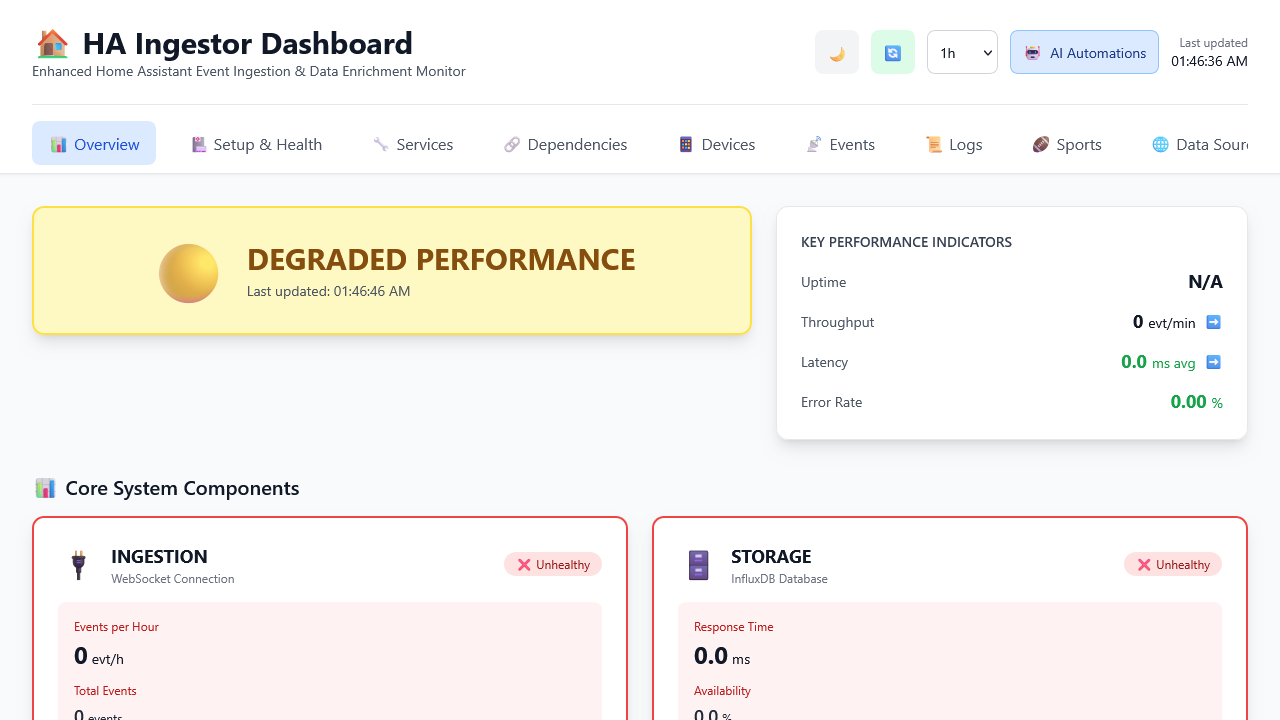 HA Ingestor Dashboard
Enhanced Home Assistant Event Ingestion & Data Enrichment Monitor
1h
AI Automations
Last updated
01:46:36 AM
Overview
Setup & Health
Services
Dependencies
Devices
Events
Logs
Sports
Data Sour
DEGRADED PERFORMANCE
Last updated: 01:46:46 AM
KEY PERFORMANCE INDICATORS
Uptime N/A
Throughput 0 evt/min
Latency 0.0 ms avg
Error Rate 0.00 %
Core System Components
INGESTION
WebSocket Connection
Unhealthy
Events per Hour
0 evt/h
Total Events
0 events
STORAGE
InfluxDB Database
Unhealthy
Response Time
0.0 ms
Availability
0.0 %